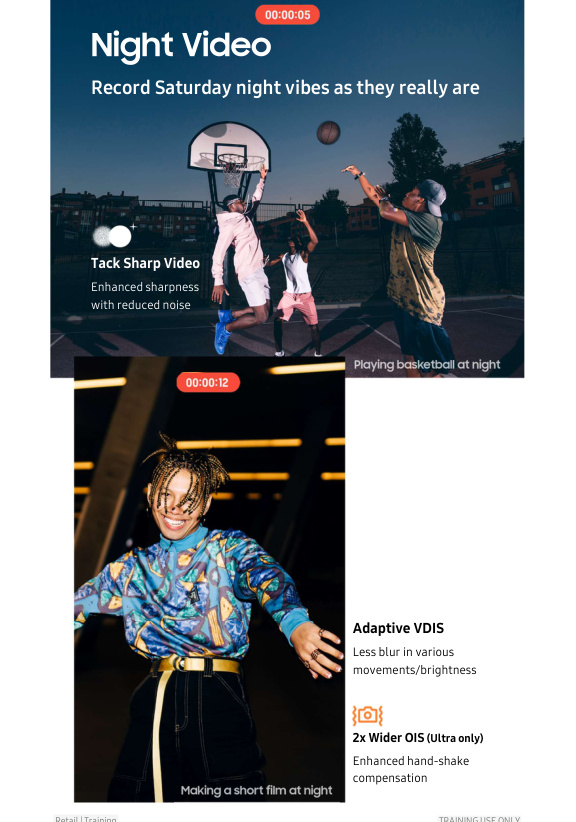 00:00:05
Night Video
Record Saturday night vibes as they really are
Tack Sharp Video
Enhanced sharpness
with reduced noise
Playing basketball at night
00:00:12
Adaptive VDIS
Less blur in various
movements/brightness
2x Wider OIS (Ultra only)
Enhanced hand-shake
compensation
Making a short film at night
Retail | Training
TRAINING USE ONLY